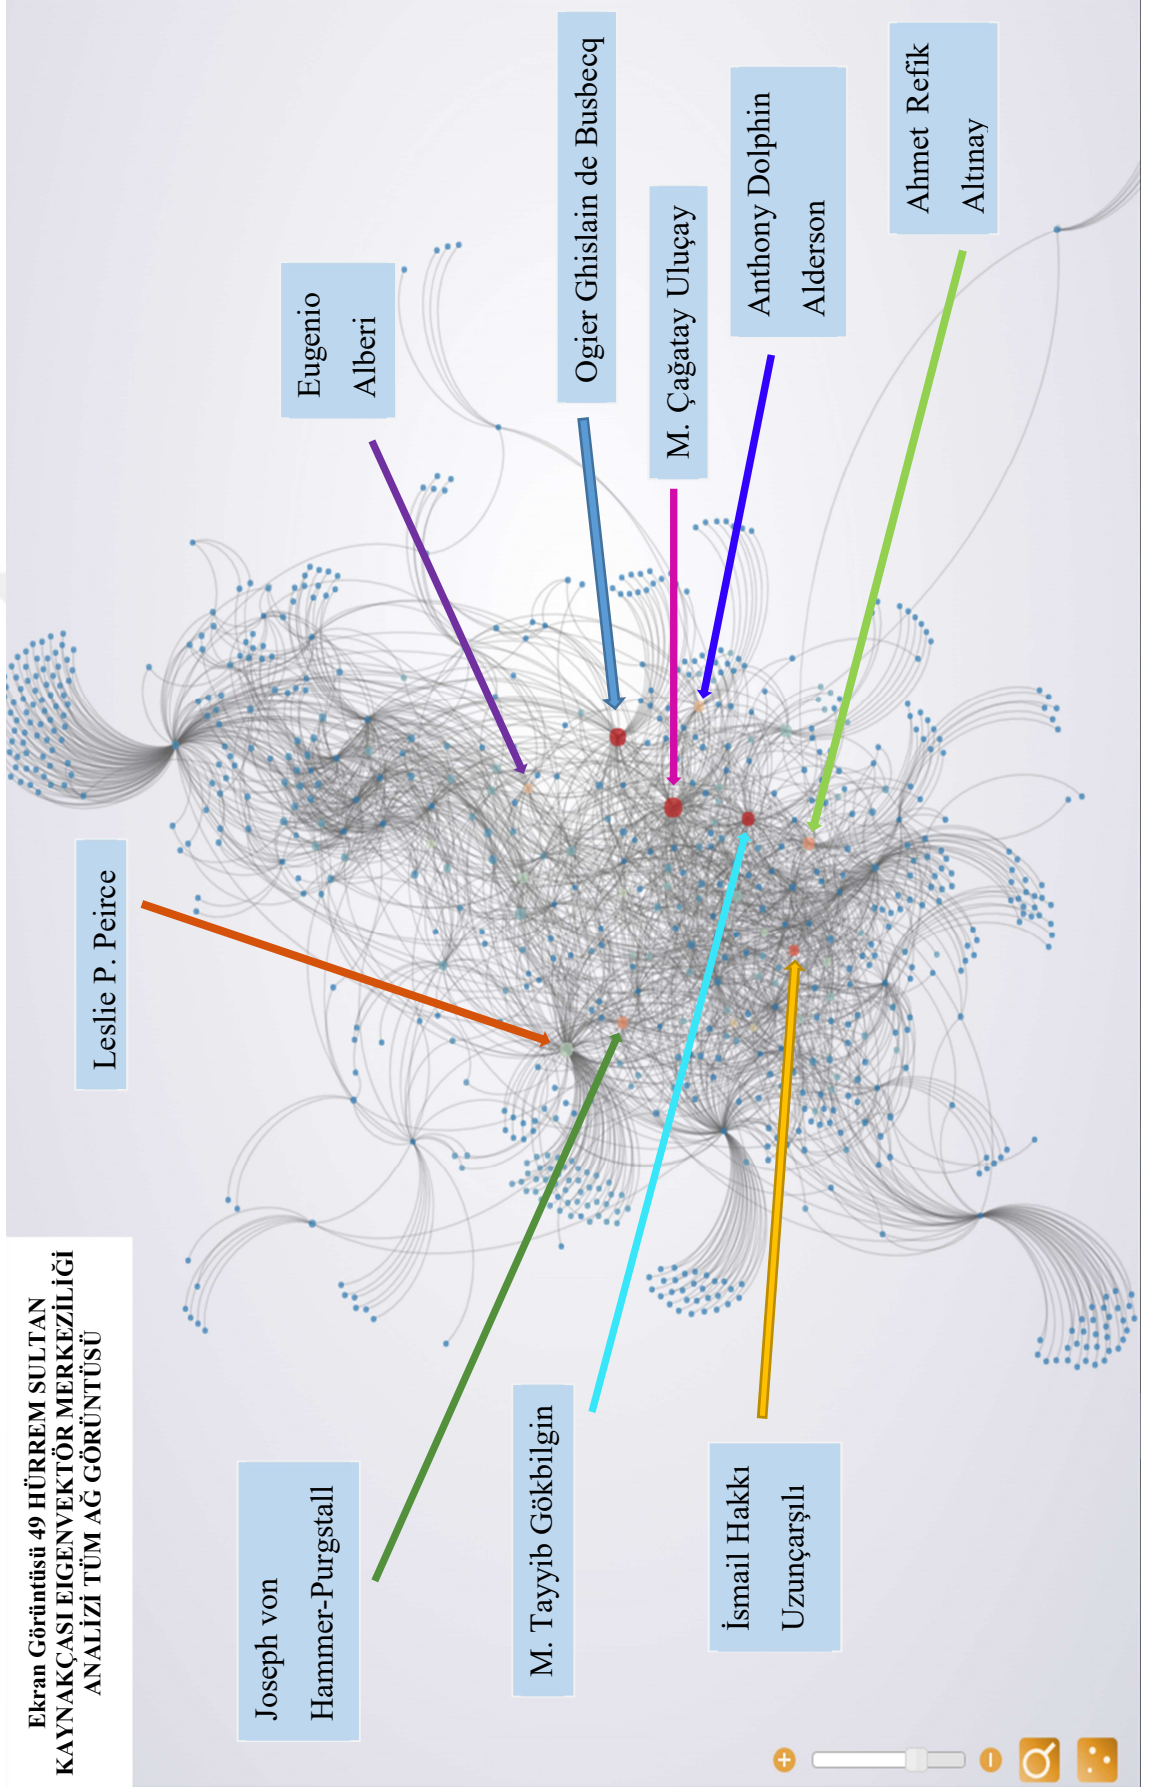 Ekran Görüntüsü 49 HÜRREM SULTAN
KAYNAKÇASI EIGENVEKTÖR MERKEZİLİĞİ
ANALİZİ TÜM AĞ GÖRÜNTÜSÜ
Leslie P. Peirce
Eugenio
Alberi
Joseph von
Hammer-Purgstall
Ogier Ghislain de Busbecq
M. Tayyib Gökbilgin
M. Çağatay Uluçay
Anthony Dolphin
Alderson
İsmail Hakkı
Uzunçarşılı
Ahmet Refik
Altınay